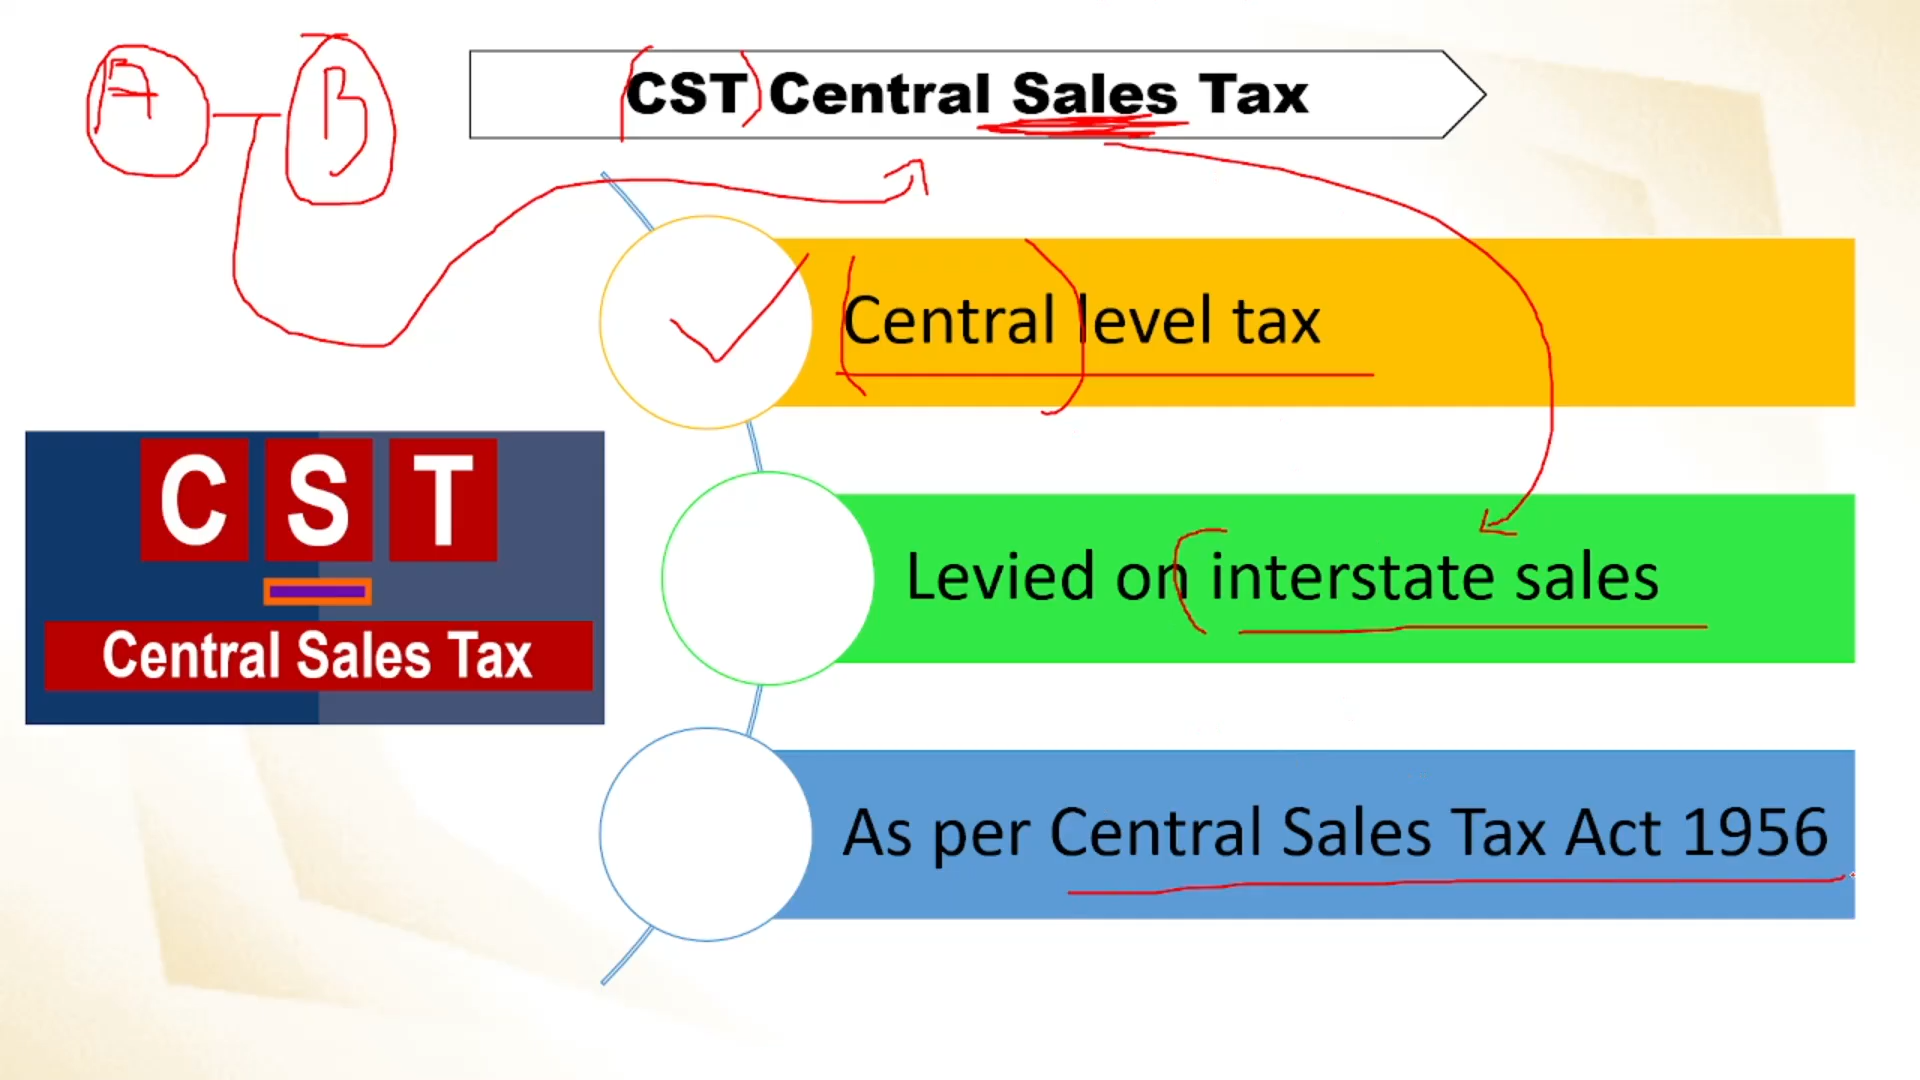 A B
CST Central Sales Tax
Central level tax
C S T
Central Sales Tax
Levied on interstate sales
As per Central Sales Tax Act 1956